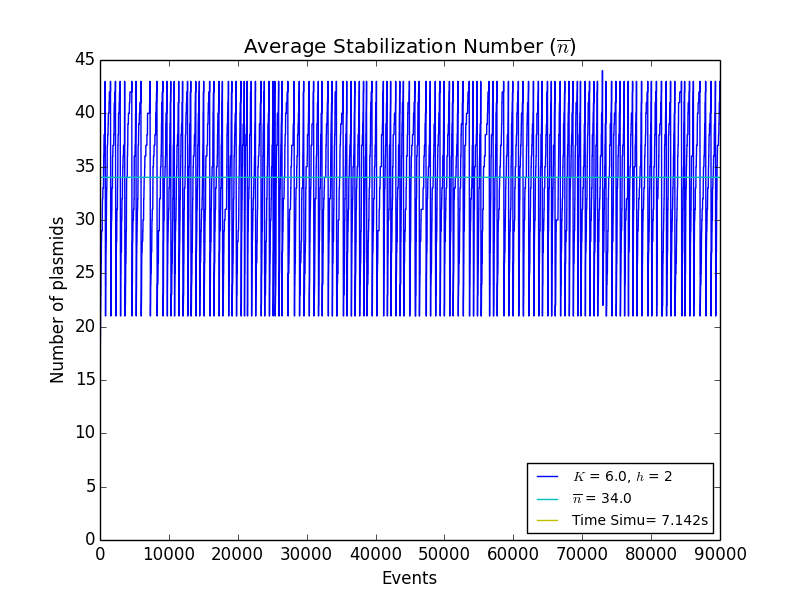 Average Stabilization Number (n̅)
45
40
35
30
25
20
15
10
5
0
Number of plasmids
K = 6.0, h = 2
n̅ = 34.0
Time Simu= 7.142s
0 10000 20000 30000 40000 50000 60000 70000 80000 90000
Events